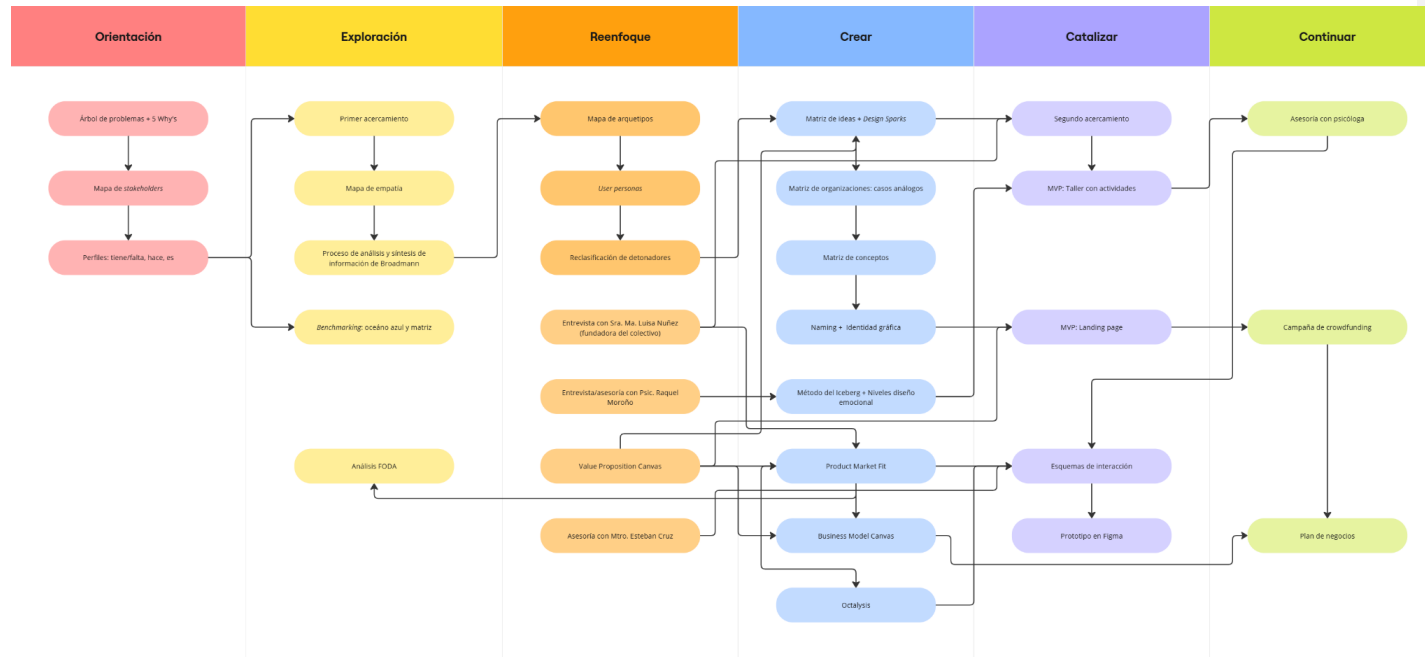 Orientación
Exploración
Reenfoque
Crear
Catalizar
Continuar
Árbol de problemas + 5 Why's
Mapa de stakeholders
Perfiles: tiene/falta, hace, es
Primer acercamiento
Mapa de empatía
Proceso de análisis y síntesis de
información de Broadmann
Benchmarking: oceáno azul y matriz
Análisis FODA
Mapa de arquetipos
User personas
Reclasificación de detonadores
Entrevista con Sra. Ma. Luisa Nuñez
(fundadora del colectivo)
Entrevista/asesoría con Psic. Raquel
Moroño
Value Proposition Canvas
Asesoría con Mtro. Esteban Cruz
Matriz de ideas + Design Sparks
Matriz de organizaciones: casos análogos
Matriz de conceptos
Naming + Identidad gráfica
Método del Iceberg + Niveles diseño
emocional
Product Market Fit
Business Model Canvas
Octalysis
Segundo acercamiento
MVP: Taller con actividades
MVP: Landing page
Esquemas de interacción
Prototipo en Figma
Asesoría con psicóloga
Campaña de crowdfunding
Plan de negocios